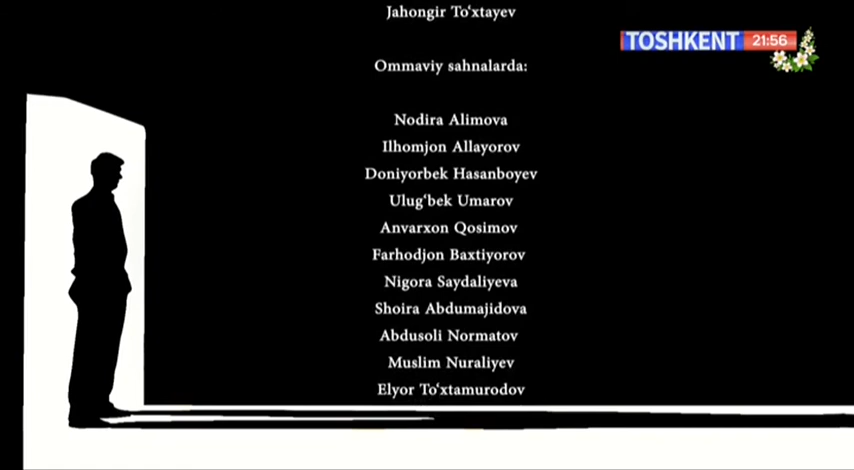 Jahongir To‘xtayev
TOSHKENT 21:56
Ommaviy sahnalarda:
Nodira Alimova
Ilhomjon Allayorov
Doniyorbek Hasanboyev
Ulug‘bek Umarov
Anvarxon Qosimov
Farhodjon Baxtiyorov
Nigora Saydaliyeva
Shoira Abdumajidova
Abdusoli Normatov
Muslim Nuraliyev
Elyor To‘xtamurodov